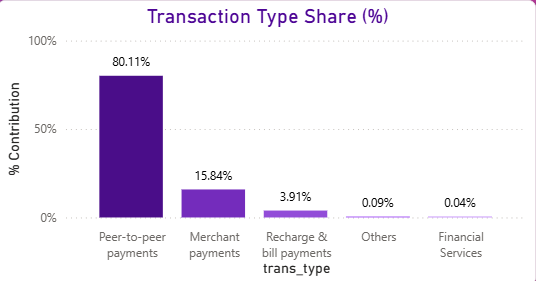 Transaction Type Share (%)
100%
50%
0%
% Contribution
80.11%
15.84%
3.91%
0.09%
0.04%
Peer-to-peer
payments
Merchant
payments
Recharge &
bill payments
Others
Financial
Services
trans_type